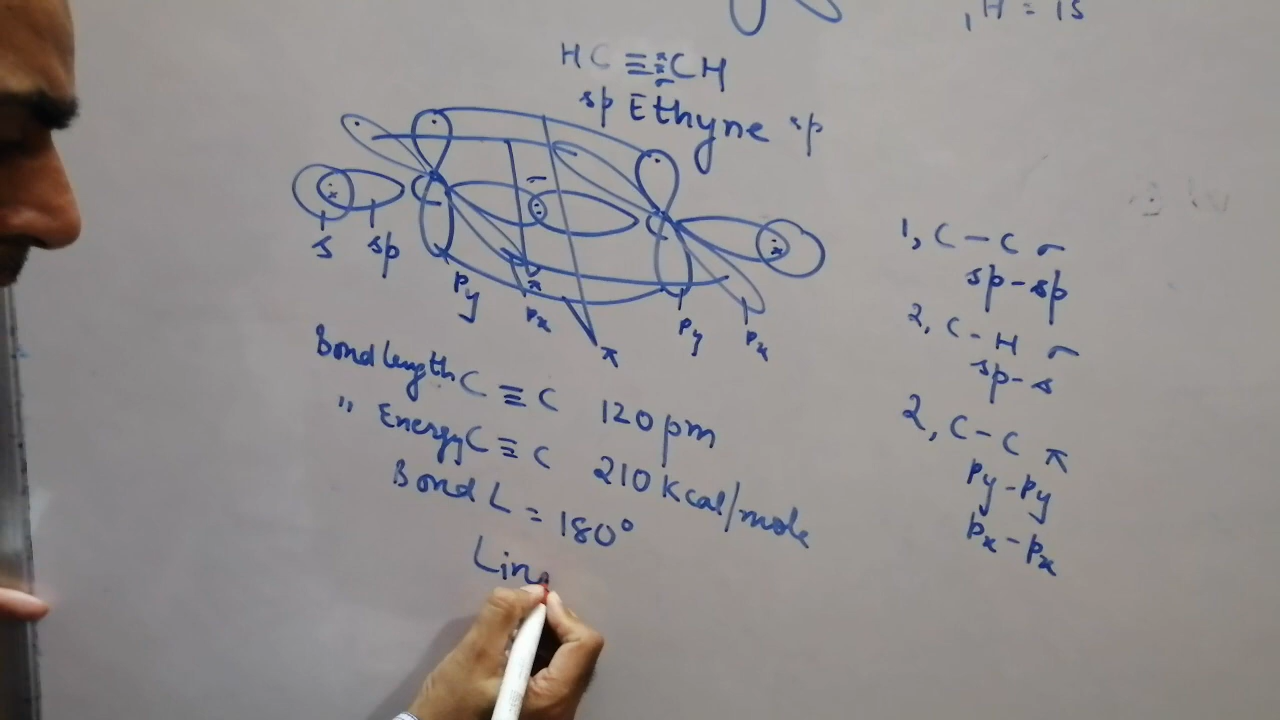 , H = 1s
HC ≡ CH
sp Ethyne sp
s sp
Py π Px Py Px
π
Bond length C ≡ C 120 pm
" Energy C ≡ C 210 Kcal/mole
Bond L = 180°
Lin
1, C - C σ
sp - sp
2, C - H σ
sp - s
2, C - C π
Py - Py
Px - Px